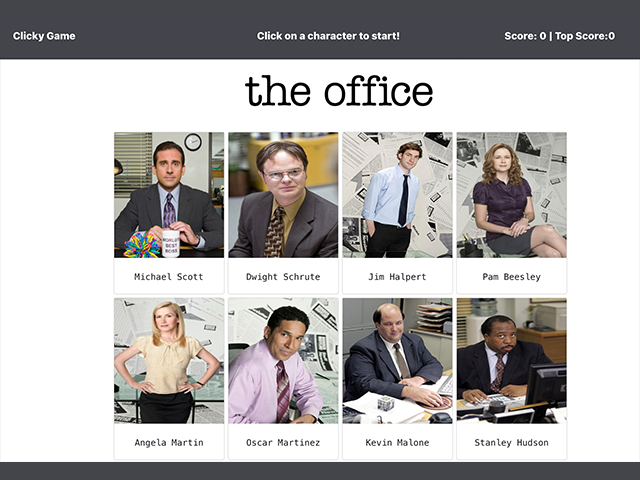 Clicky Game
Click on a character to start!
Score: 0 | Top Score:0
the office
WORLD'S
BEST
BOSS
Michael Scott
Dwight Schrute
Jim Halpert
Pam Beesley
Angela Martin
Oscar Martinez
Kevin Malone
Stanley Hudson